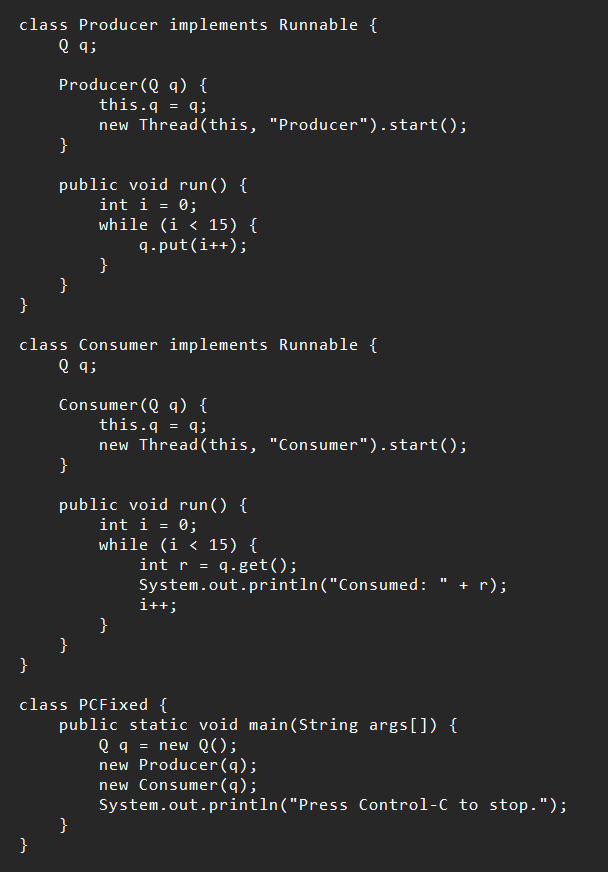 class Producer implements Runnable {
    Q q;

    Producer(Q q) {
        this.q = q;
        new Thread(this, "Producer").start();
    }

    public void run() {
        int i = 0;
        while (i < 15) {
            q.put(i++);
        }
    }
}

class Consumer implements Runnable {
    Q q;

    Consumer(Q q) {
        this.q = q;
        new Thread(this, "Consumer").start();
    }

    public void run() {
        int i = 0;
        while (i < 15) {
            int r = q.get();
            System.out.println("Consumed: " + r);
            i++;
        }
    }
}

class PCFixed {
    public static void main(String args[]) {
        Q q = new Q();
        new Producer(q);
        new Consumer(q);
        System.out.println("Press Control-C to stop.");
    }
}